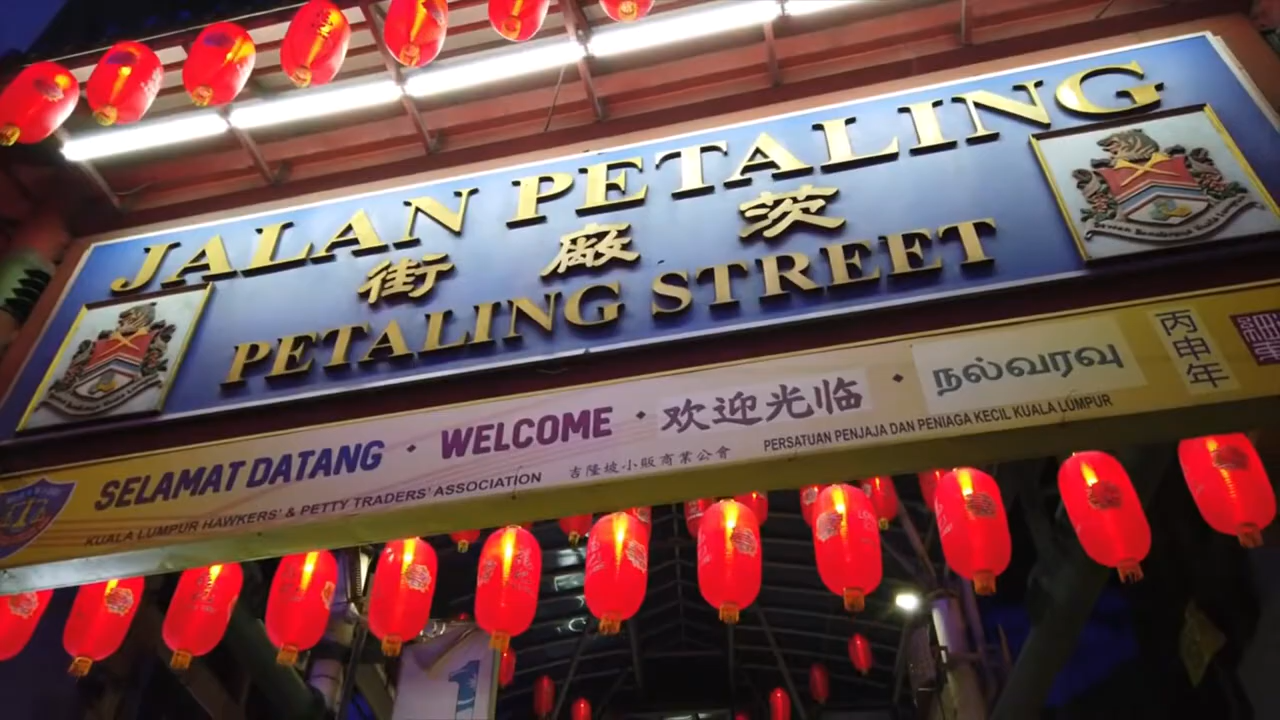 JALAN PETALING
街 廠 茨
PETALING STREET
SELAMAT DATANG • WELCOME • 欢迎光临 • நல்வரவு
KUALA LUMPUR HAWKERS' & PETTY TRADERS' ASSOCIATION 吉隆坡小販商業公會 PERSATUAN PENJAJA DAN PENIAGA KECIL KUALA LUMPUR
丙申年
1